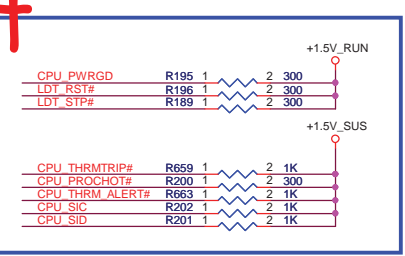 +1.5V_RUN
CPU_PWRGD R195 1 2 300
LDT_RST# R196 1 2 300
LDT_STP# R189 1 2 300
+1.5V_SUS
CPU_THRMTRIP# R659 1 2 1K
CPU_PROCHOT# R200 1 2 300
CPU_THRM_ALERT# R663 1 2 1K
CPU_SIC R202 1 2 1K
CPU_SID R201 1 2 1K